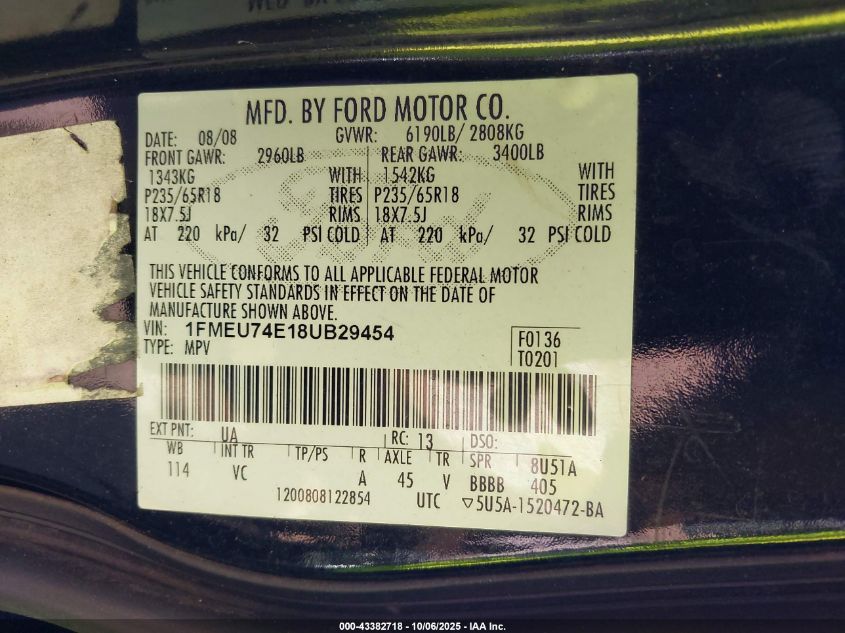 MFD. BY FORD MOTOR CO.
DATE: 08/08 GVWR: 6190LB/ 2808KG
FRONT GAWR: 2960LB REAR GAWR: 3400LB
1343KG WITH 1542KG WITH
P235/65R18 TIRES P235/65R18 TIRES
18X7.5J RIMS 18X7.5J RIMS
AT 220 kPa/ 32 PSI COLD AT 220 kPa/ 32 PSI COLD
THIS VEHICLE CONFORMS TO ALL APPLICABLE FEDERAL MOTOR
VEHICLE SAFETY STANDARDS IN EFFECT ON THE DATE OF
MANUFACTURE SHOWN ABOVE.
VIN: 1FMEU74E18UB29454 F0136
TYPE: MPV T0201
EXT PNT: UA RC: 13 DSO:
WB INT TR TP/PS R AXLE TR SPR 8U51A
114 VC A 45 V BBBB 405
1200808122854 UTC ▽5U5A-1520472-BA
000-43382718 - 10/06/2025 - IAA Inc.